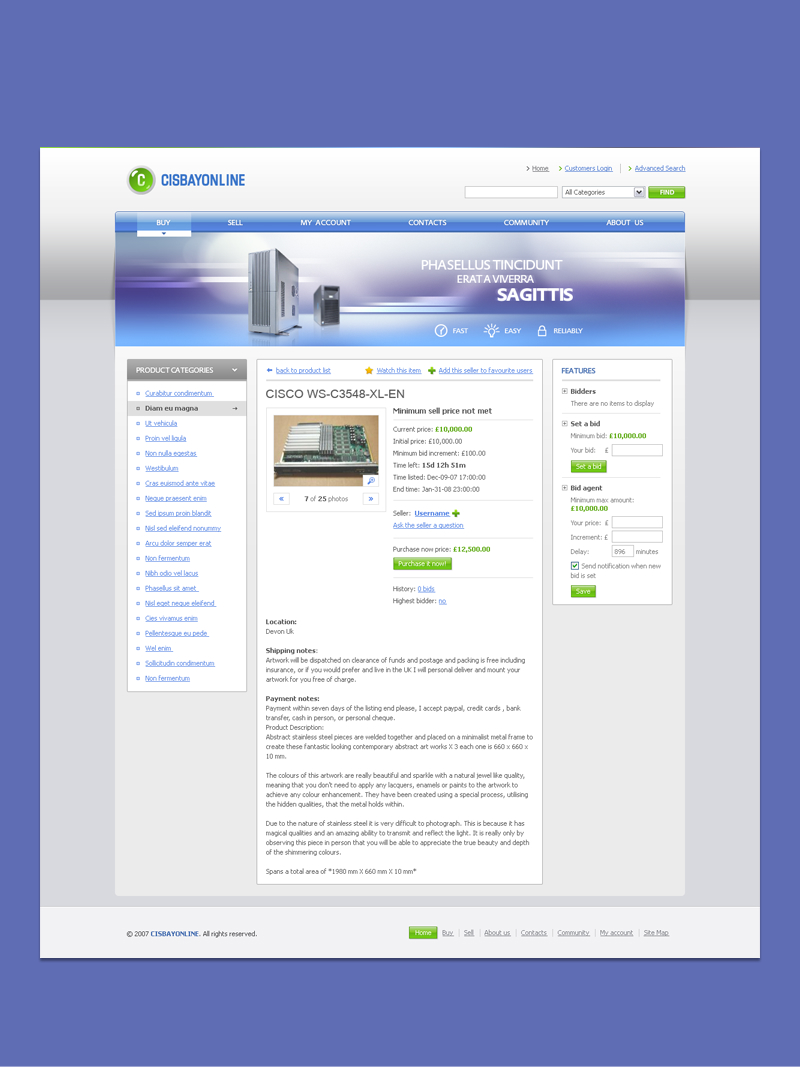 C CISBAYONLINE
Home Customers Login Advanced Search
All Categories FIND
BUY SELL MY ACCOUNT CONTACTS COMMUNITY ABOUT US
PHASELLUS TINCIDUNT
ERAT A VIVERRA
SAGITTIS
FAST EASY RELIABLY
PRODUCT CATEGORIES
Curabitur condimentum
Diam eu magna
Ut vehicula
Proin vel ligula
Non nulla egestas
Westibulum
Cras euismod ante vitae
Neque praesent enim
Sed ipsum proin blandit
Nisl sed eleifend nonummy
Arcu dolor semper erat
Non fermentum
Nibh odio vel lacus
Phasellus sit amet
Nisl eget neque eleifend
Cies vivamus enim
Pellentesque eu pede
Wel enim
Sollicitudin condimentum
Non fermentum
back to product list Watch this item Add this seller to favourite users
CISCO WS-C3548-XL-EN
« 7 of 25 photos »
Minimum sell price not met
Current price: £10,000.00
Initial price: £10,000.00
Minimum bid increment: £100.00
Time left: 15d 12h 51m
Time listed: Dec-09-07 17:00:00
End time: Jan-31-08 23:00:00
Seller: Username
Ask the seller a question
Purchase now price: £12,500.00
Purchase it now!
History: 0 bids
Highest bidder: no
Location:
Devon Uk
Shipping notes:
Artwork will be dispatched on clearance of funds and postage and packing is free including
insurance, or if you would prefer and live in the UK I will personal deliver and mount your
artwork for you free of charge.
Payment notes:
Payment within seven days of the listing end please, I accept paypal, credit cards , bank
transfer, cash in person, or personal cheque.
Product Description:
Abstract stainless steel pieces are welded together and placed on a minimalist metal frame to
create these fantastic looking contemporary abstract art works X 3 each one is 660 x 660 x
10 mm.
The colours of this artwork are really beautiful and sparkle with a natural jewel like quality,
meaning that you don't need to apply any lacquers, enamels or paints to the artwork to
achieve any colour enhancement. They have been created using a special process, utilising
the hidden qualities, that the metal holds within.
Due to the nature of stainless steel it is very difficult to photograph. This is because it has
magical qualities and an amazing ability to transmit and reflect the light. It is really only by
observing this piece in person that you will be able to appreciate the true beauty and depth
of the shimmering colours.
Spans a total area of *1980 mm X 660 mm X 10 mm*
FEATURES
Bidders
There are no items to display
Set a bid
Minimum bid: £10,000.00
Your bid: £
Set a bid
Bid agent
Minimum max amount:
£10,000.00
Your price: £
Increment: £
Delay: 896 minutes
Send notification when new
bid is set
Save
© 2007 CISBAYONLINE. All rights reserved.
Home Buy Sell About us Contacts Community My account Site Map